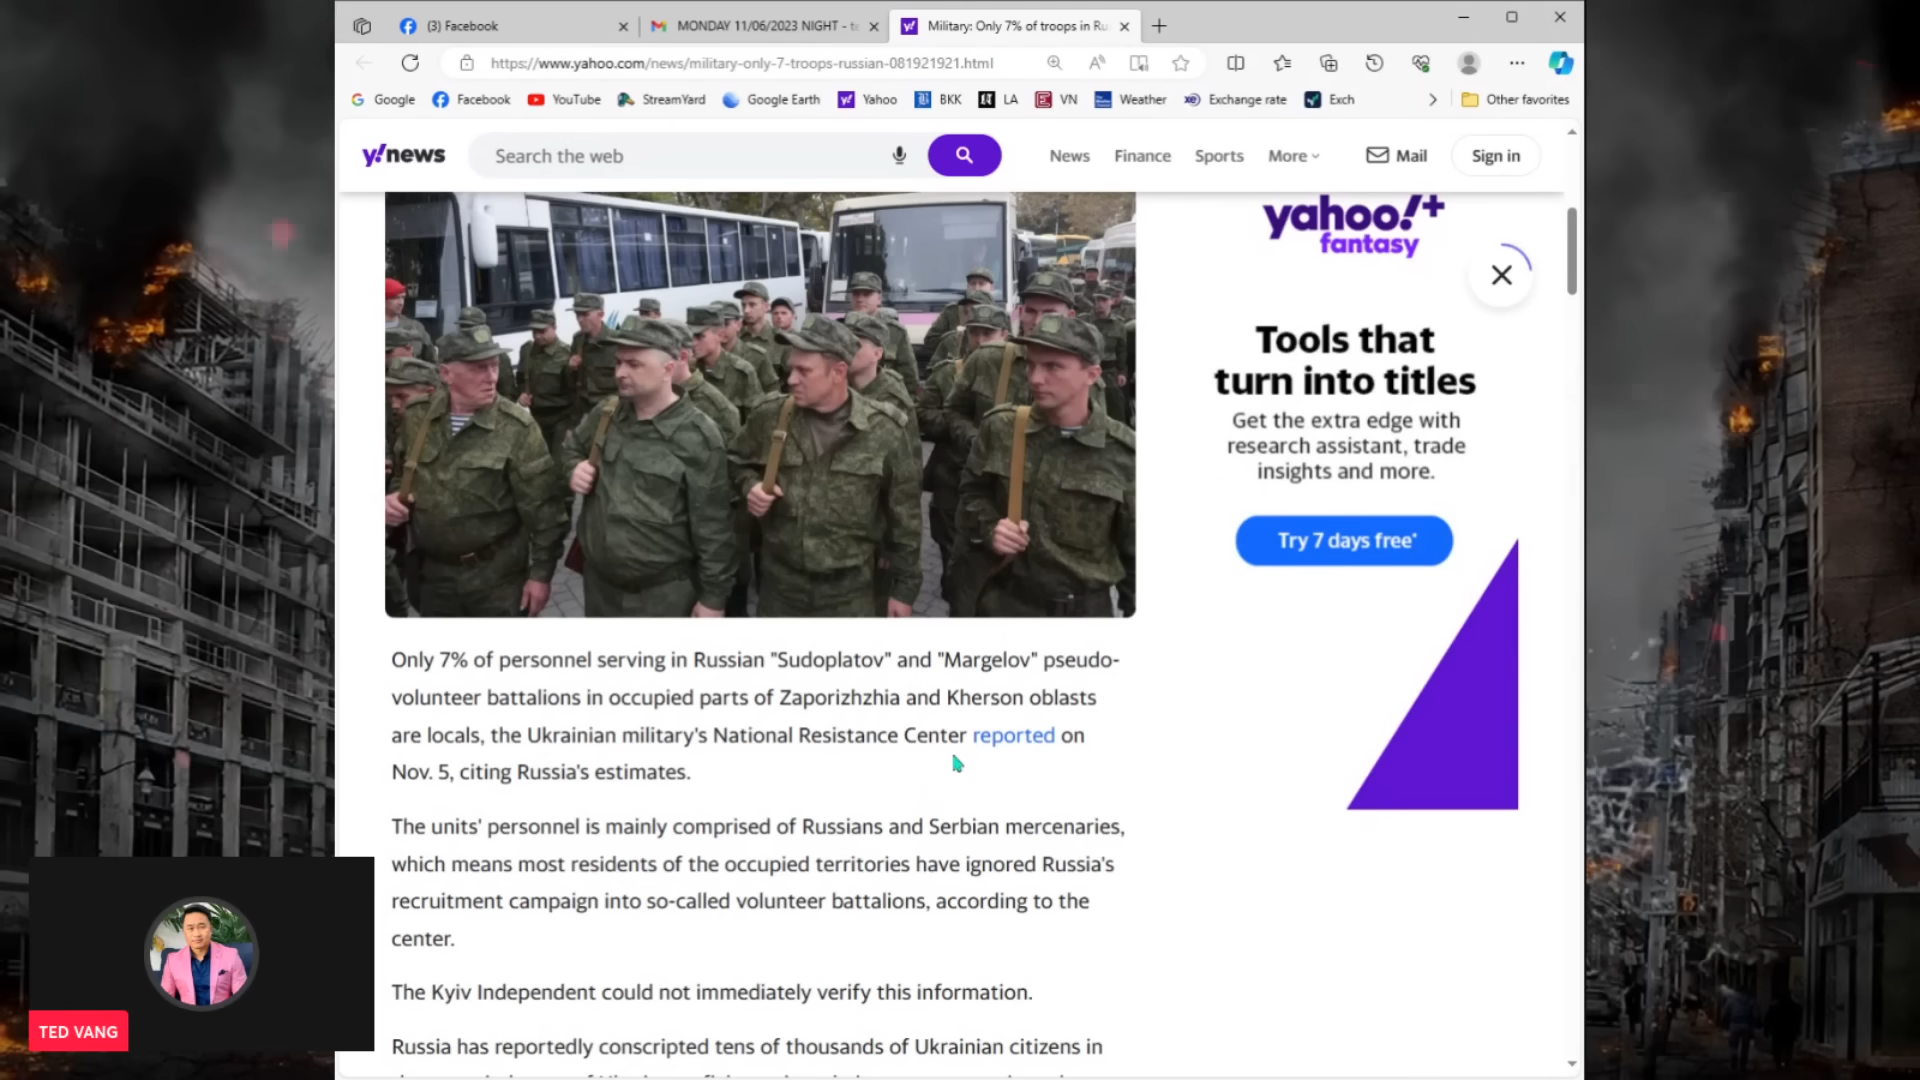 (3) Facebook
MONDAY 11/06/2023 NIGHT - te
Military: Only 7% of troops in Ru
https://www.yahoo.com/news/military-only-7-troops-russian-081921921.html
Google Facebook YouTube StreamYard Google Earth Yahoo BKK LA VN Weather Exchange rate Exch Other favorites
y!news Search the web News Finance Sports More Mail Sign in
yahoo!+
fantasy
Tools that
turn into titles
Get the extra edge with
research assistant, trade
insights and more.
Try 7 days free*
Only 7% of personnel serving in Russian "Sudoplatov" and "Margelov" pseudo-
volunteer battalions in occupied parts of Zaporizhzhia and Kherson oblasts
are locals, the Ukrainian military's National Resistance Center reported on
Nov. 5, citing Russia's estimates.
The units' personnel is mainly comprised of Russians and Serbian mercenaries,
which means most residents of the occupied territories have ignored Russia's
recruitment campaign into so-called volunteer battalions, according to the
center.
The Kyiv Independent could not immediately verify this information.
Russia has reportedly conscripted tens of thousands of Ukrainian citizens in
TED VANG